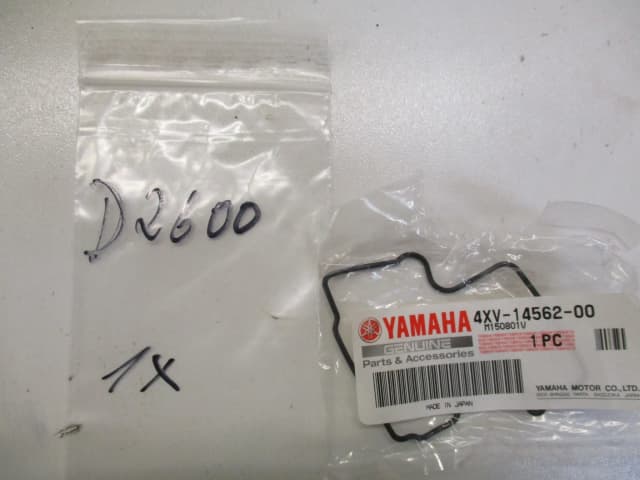 D2600
1X
YAMAHA
GENUINE
Parts & Accessories
4XV-14562-00
M150801V
1 PC
MADE IN JAPAN
YAMAHA MOTOR CO., LTD.